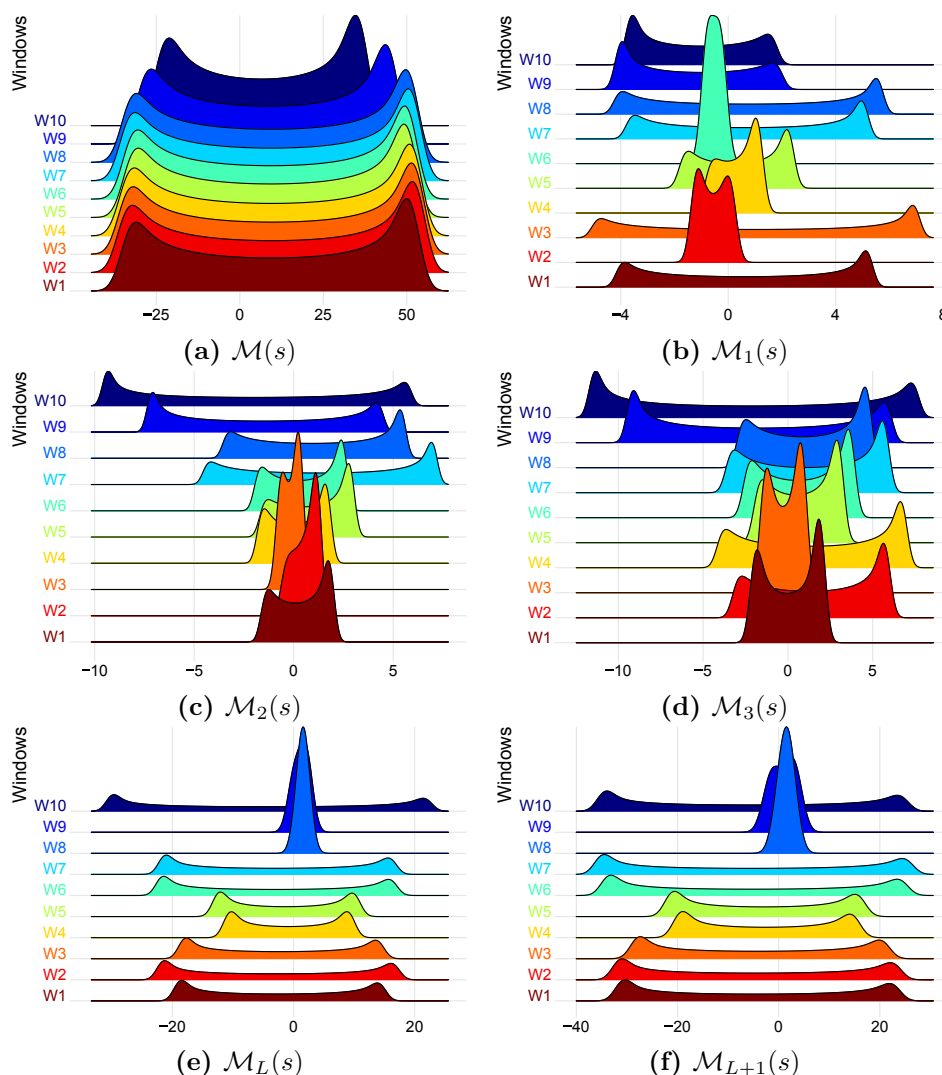 Windows
W10
W9
W8
W7
W6
W5
W4
W3
W2
W1
−25 0 25 50
(a) ℳ(s)
Windows
W10
W9
W8
W7
W6
W5
W4
W3
W2
W1
−4 0 4 8
(b) ℳ₁(s)
Windows
W10
W9
W8
W7
W6
W5
W4
W3
W2
W1
−10 −5 0 5
(c) ℳ₂(s)
Windows
W10
W9
W8
W7
W6
W5
W4
W3
W2
W1
−10 −5 0 5
(d) ℳ₃(s)
Windows
W10
W9
W8
W7
W6
W5
W4
W3
W2
W1
−20 0 20
(e) ℳ_L(s)
Windows
W10
W9
W8
W7
W6
W5
W4
W3
W2
W1
−40 −20 0 20
(f) ℳ_{L+1}(s)